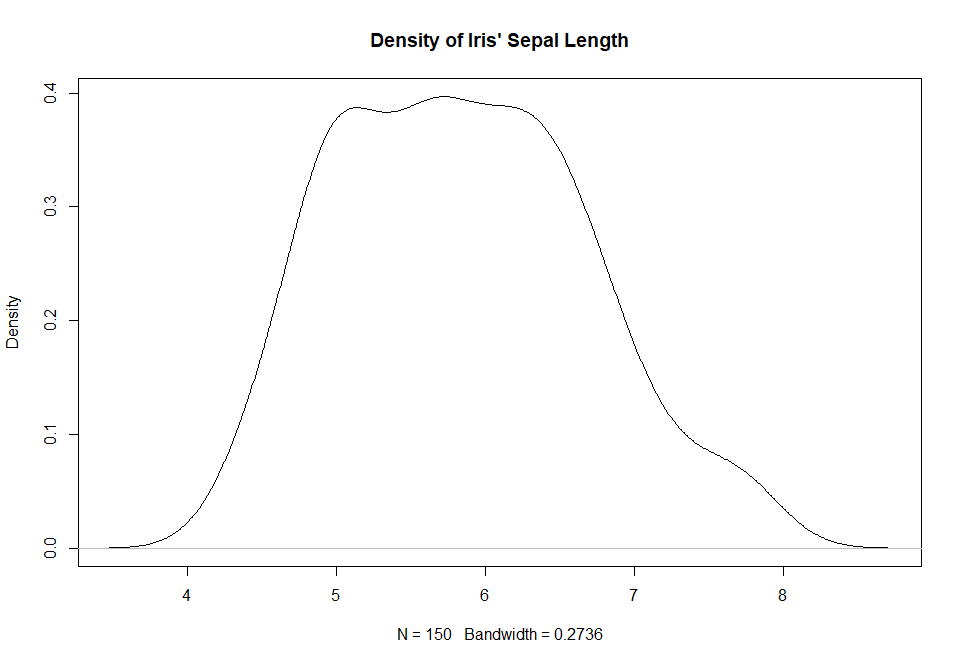 Density of Iris' Sepal Length
Density
0.4
0.3
0.2
0.1
0.0
4 5 6 7 8
N = 150 Bandwidth = 0.2736